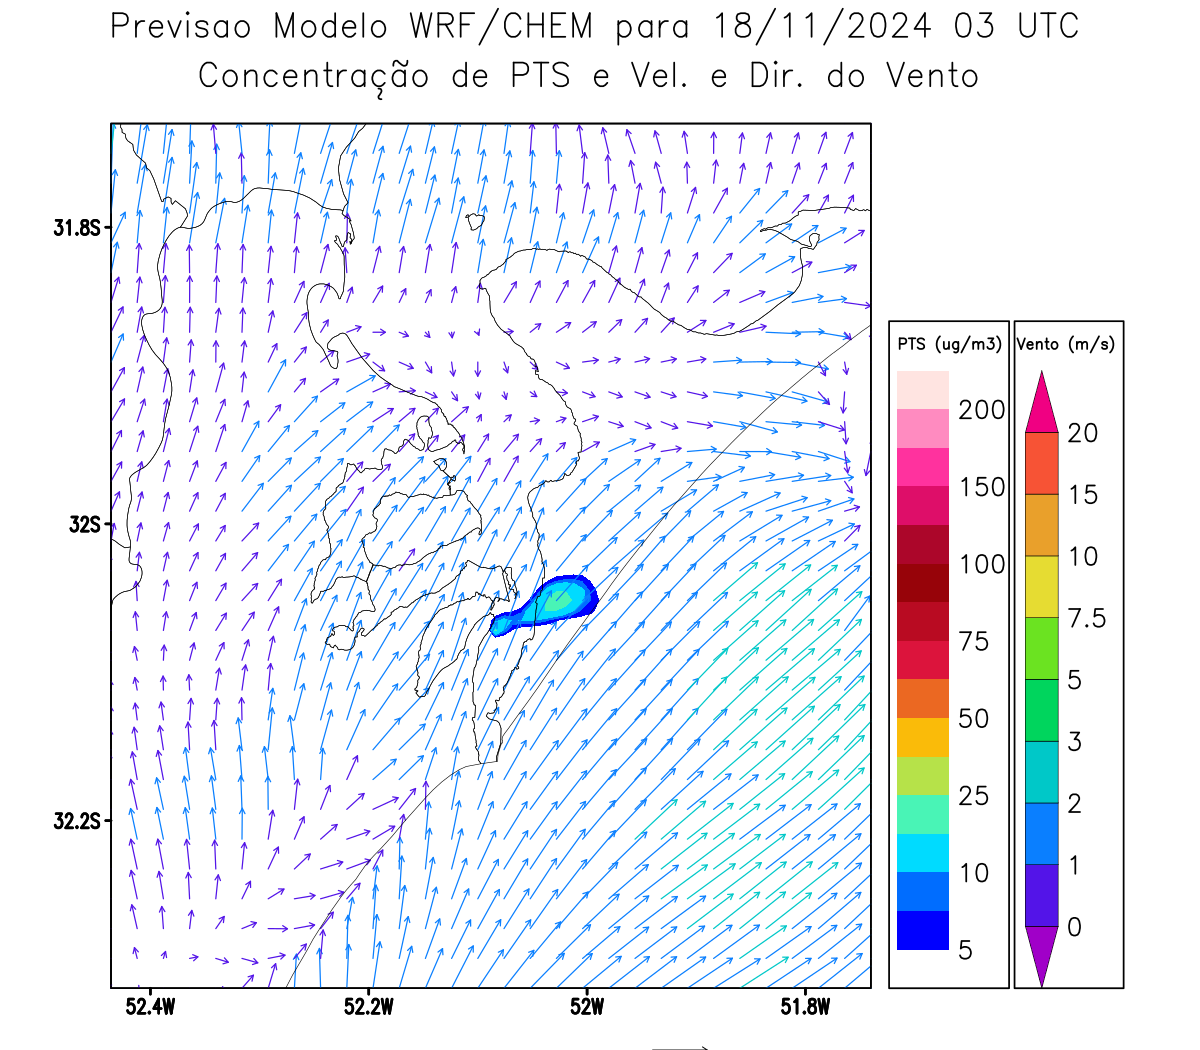 Previsao Modelo WRF/CHEM para 18/11/2024 03 UTC
Concentração de PTS e Vel. e Dir. do Vento
31.8S
32S
32.2S
52.4W
52.2W
52W
51.8W
PTS (ug/m3)
200
150
100
75
50
25
10
5
Vento (m/s)
20
15
10
7.5
5
3
2
1
0